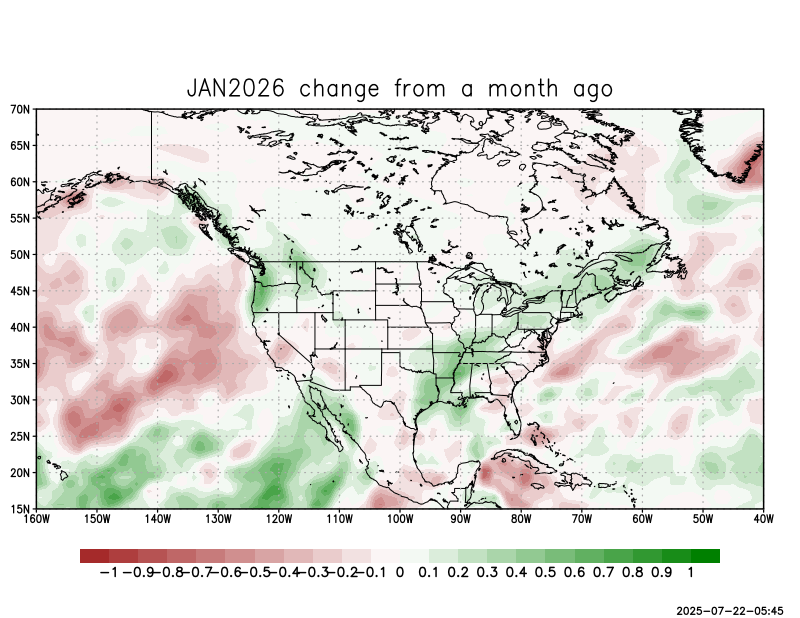 JAN2026 change from a month ago
70N
65N
60N
55N
50N
45N
40N
35N
30N
25N
20N
15N
160W 150W 140W 130W 120W 110W 100W 90W 80W 70W 60W 50W 40W
-1 -0.9 -0.8 -0.7 -0.6 -0.5 -0.4 -0.3 -0.2 -0.1 0 0.1 0.2 0.3 0.4 0.5 0.6 0.7 0.8 0.9 1
2025-07-22-05:45